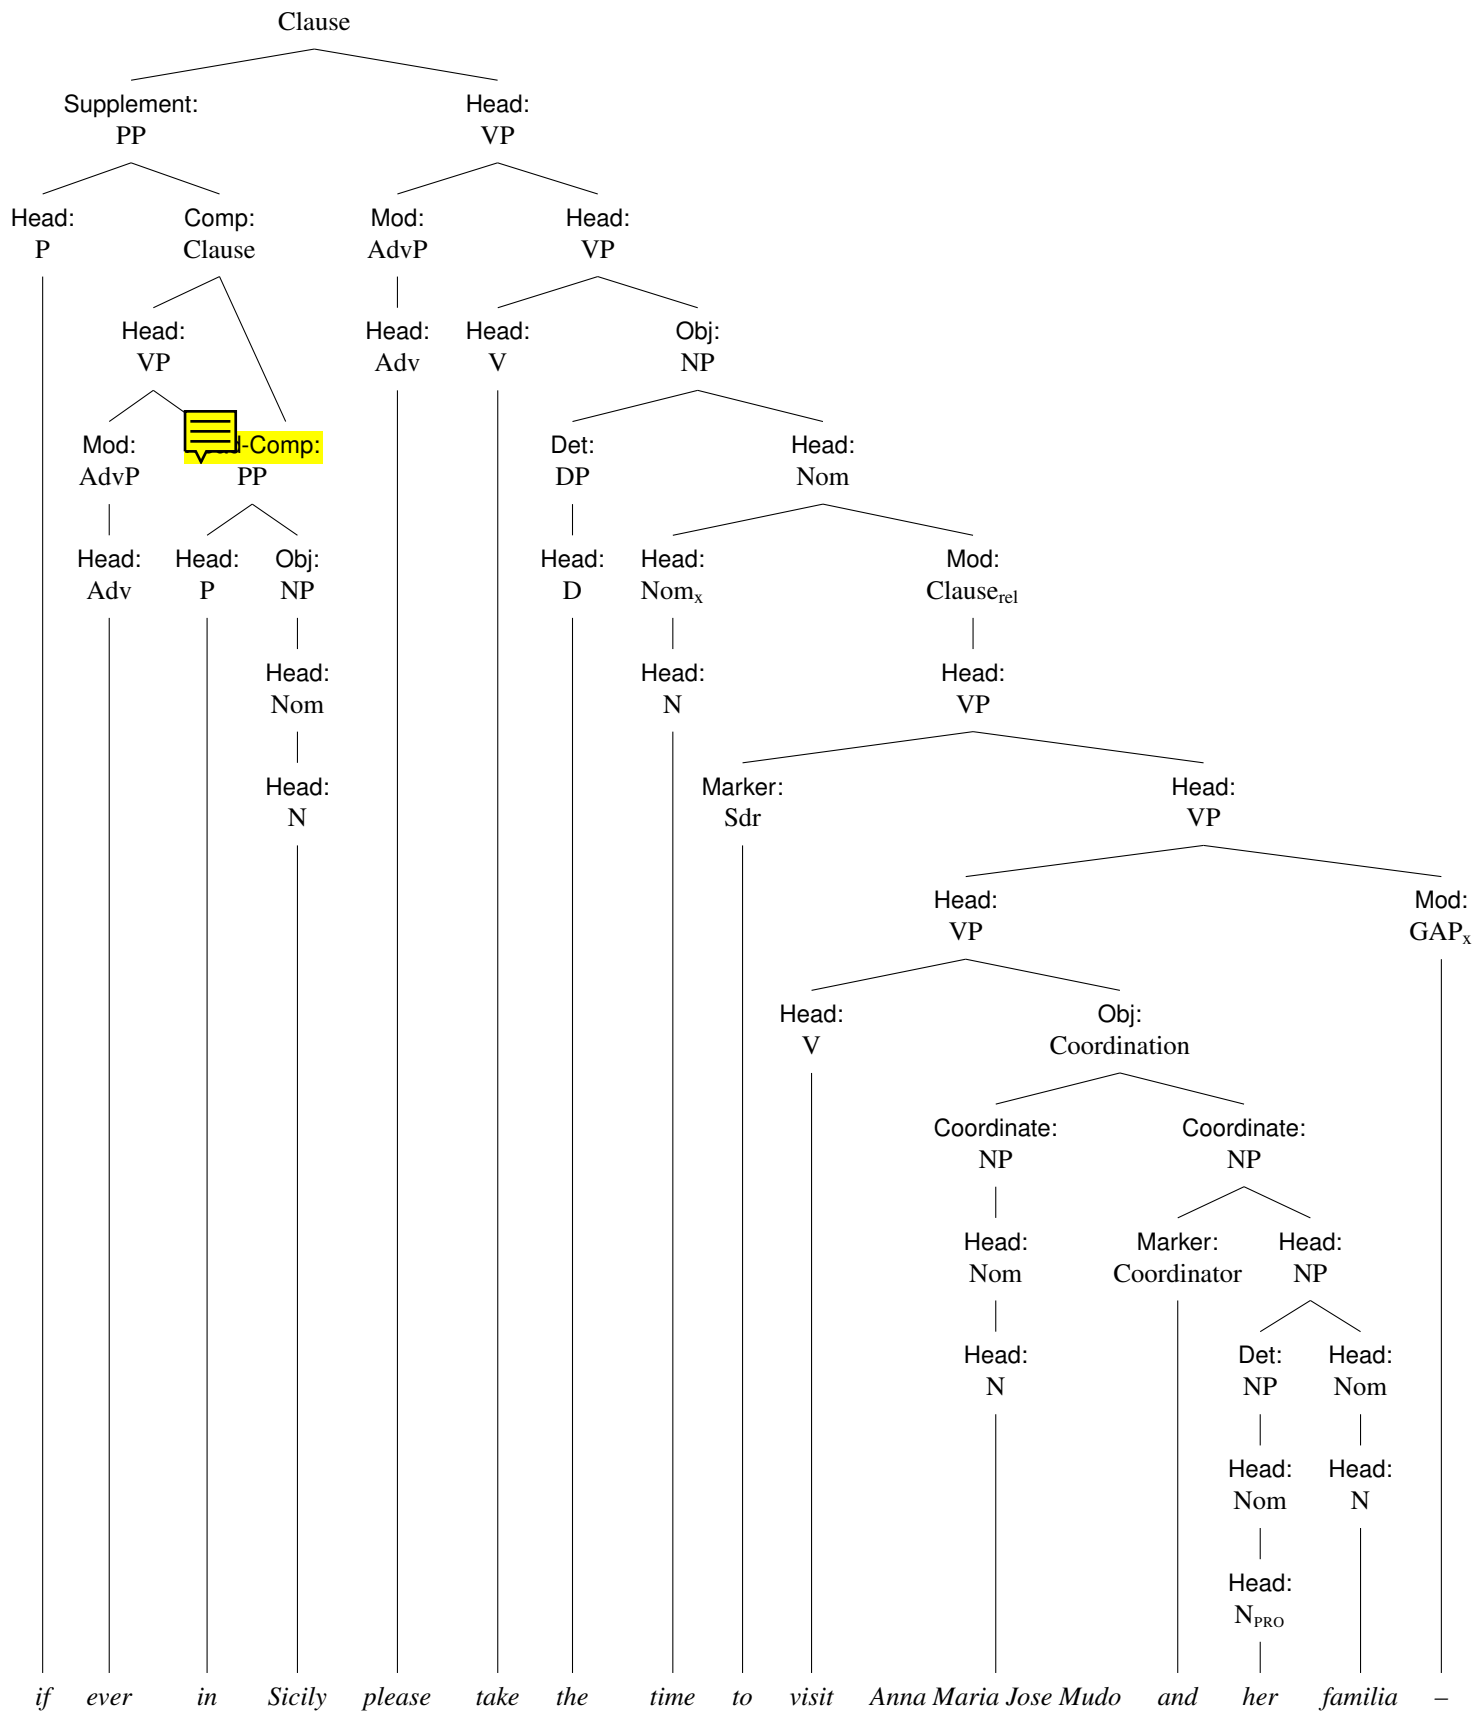 Clause
Supplement: Head:
PP VP
Head: Comp: Mod: Head:
P Clause AdvP VP
Head: Head: Head: Obj:
VP Adv V NP
Mod: d-Comp: Det: Head:
AdvP PP DP Nom
Head: Head: Obj: Head: Head: Mod:
Adv P NP D Nomx Clauserel
Head: Head: Head:
Nom N VP
Head: Marker: Head:
N Sdr VP
Head: Mod:
VP GAPx
Head: Obj:
V Coordination
Coordinate: Coordinate:
NP NP
Head: Marker: Head:
Nom Coordinator NP
Head: Det: Head:
N NP Nom
Head: Head:
Nom N
Head:
NPRO
if ever in Sicily please take the time to visit Anna Maria Jose Mudo and her familia –